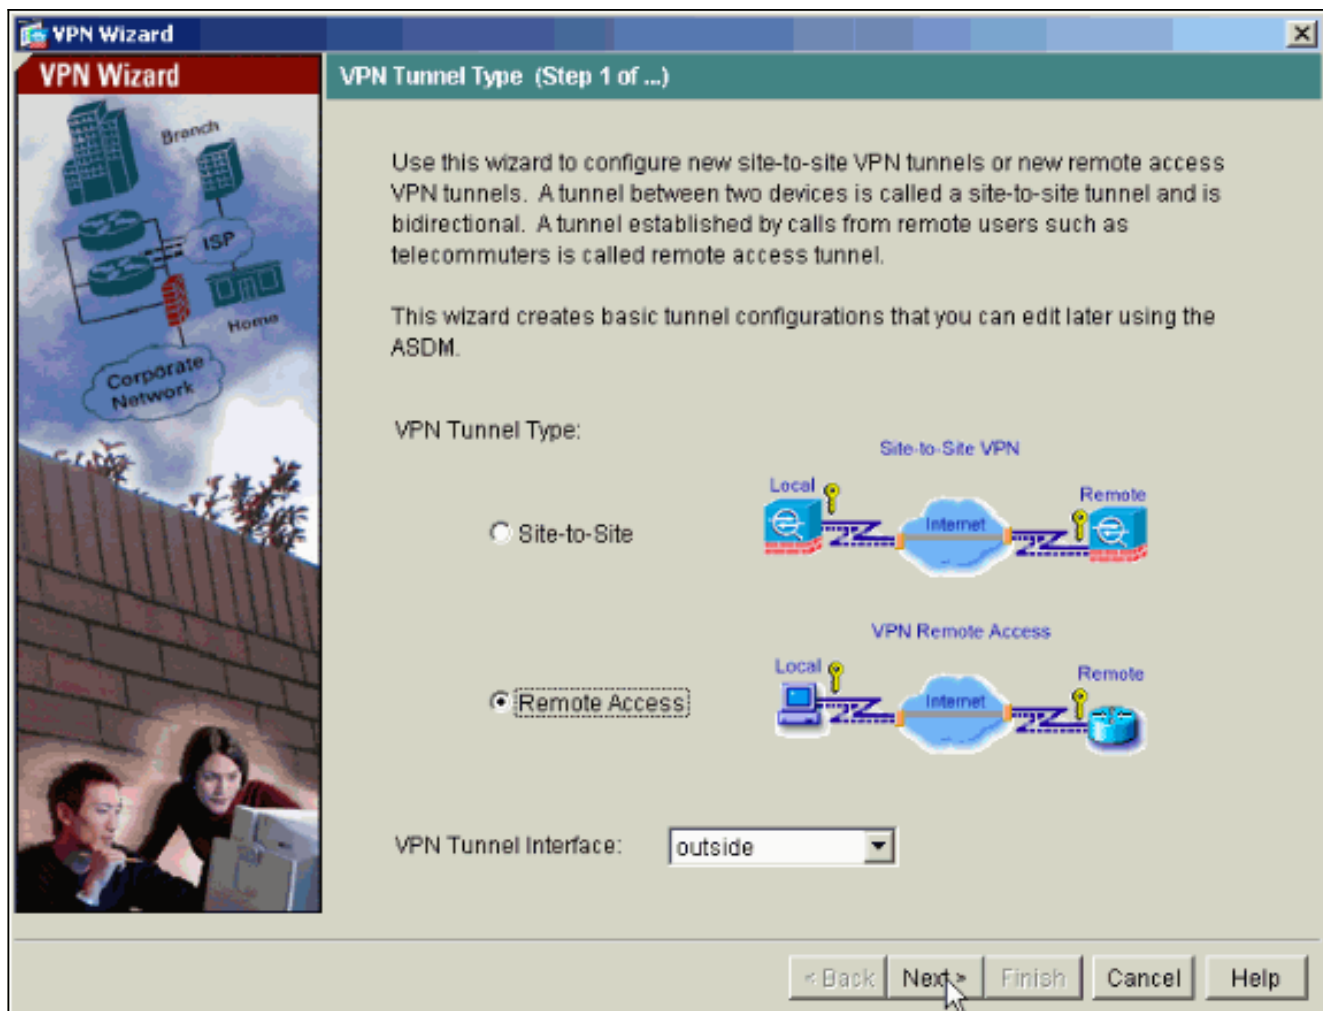 VPN Wizard
VPN Wizard
VPN Tunnel Type (Step 1 of ...)
Branch
ISP
Home
Corporate
Network
Use this wizard to configure new site-to-site VPN tunnels or new remote access
VPN tunnels. A tunnel between two devices is called a site-to-site tunnel and is
bidirectional. A tunnel established by calls from remote users such as
telecommuters is called remote access tunnel.
This wizard creates basic tunnel configurations that you can edit later using the
ASDM.
VPN Tunnel Type:
Site-to-Site VPN
Local
Remote
Internet
Site-to-Site
VPN Remote Access
Local
Remote
Internet
Remote Access
VPN Tunnel Interface:
outside
< Back
Next >
Finish
Cancel
Help